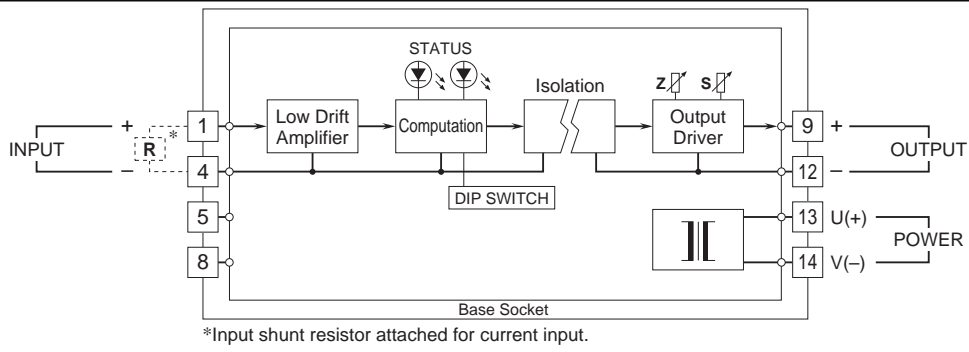 STATUS
Isolation
Z S
1
+
*
R
INPUT
–
4
Low Drift
Amplifier
Computation
Output
Driver
9 +
OUTPUT
12 –
DIP SWITCH
5
8
13 U(+)
POWER
14 V(–)
Base Socket
*Input shunt resistor attached for current input.